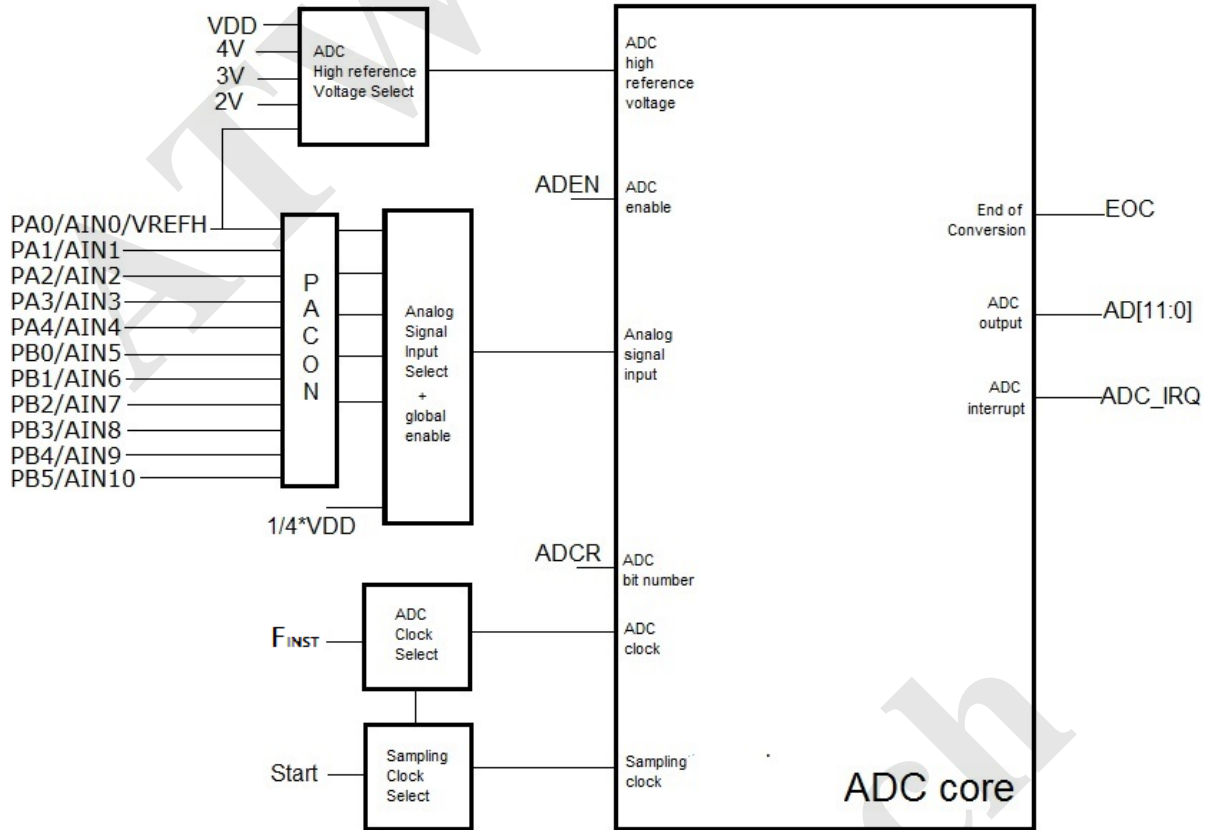 VDD
4V
3V
2V
ADC
High reference
Voltage Select
ADC
high
reference
voltage
ADEN
ADC
enable
PA0/AIN0/VREFH
PA1/AIN1
PA2/AIN2
PA3/AIN3
PA4/AIN4
PB0/AIN5
PB1/AIN6
PB2/AIN7
PB3/AIN8
PB4/AIN9
PB5/AIN10
P
A
C
O
N
Analog
Signal
Input
Select
+
global
enable
1/4*VDD
Analog
signal
input
End of
Conversion
EOC
ADC
output
AD[11:0]
ADC
interrupt
ADC_IRQ
ADCR
ADC
bit number
FINST
ADC
Clock
Select
ADC
clock
Start
Sampling
Clock
Select
Sampling
clock
ADC core